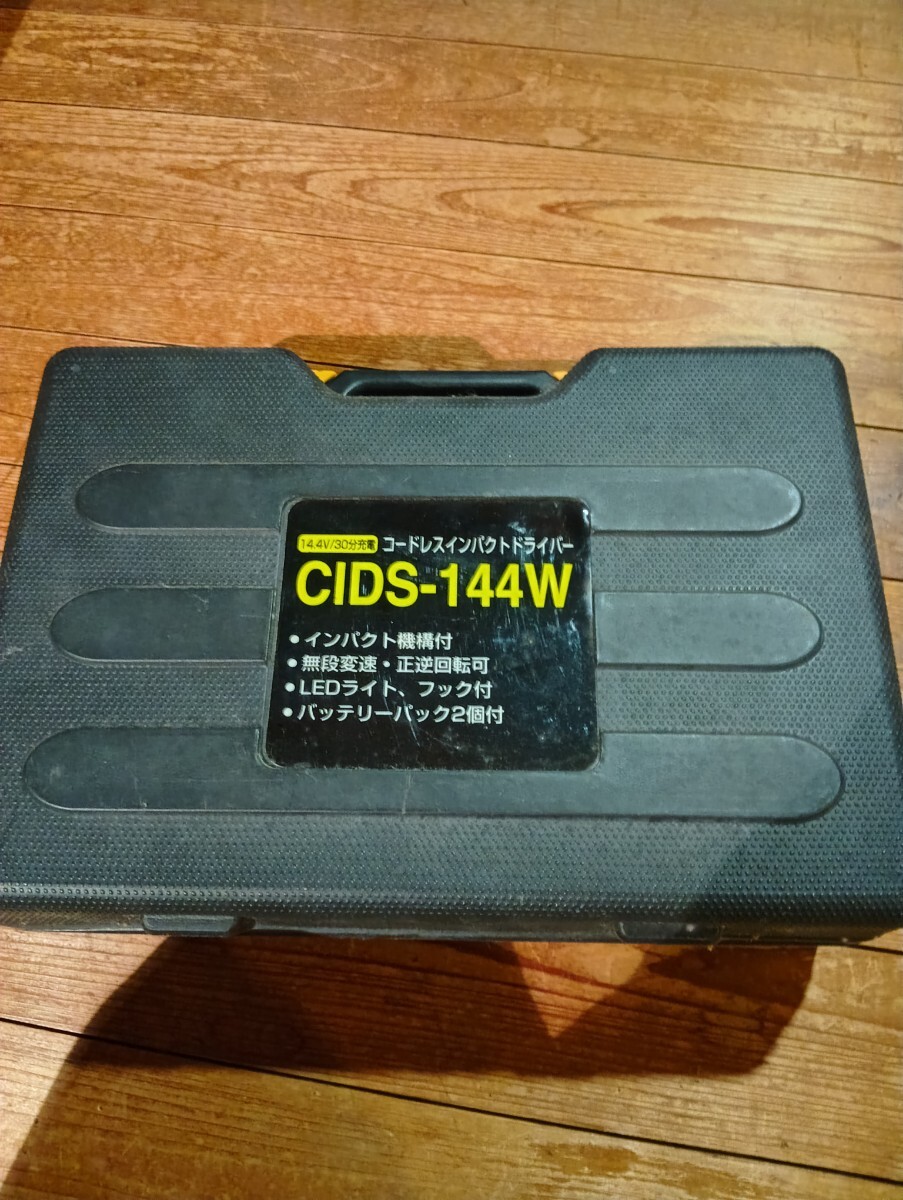 14.4V/30分充電 コードレスインパクトドライバー
CIDS-144W
●インパクト機構付
●無段変速・正逆回転可
●LEDライト、フック付
●バッテリーパック2個付